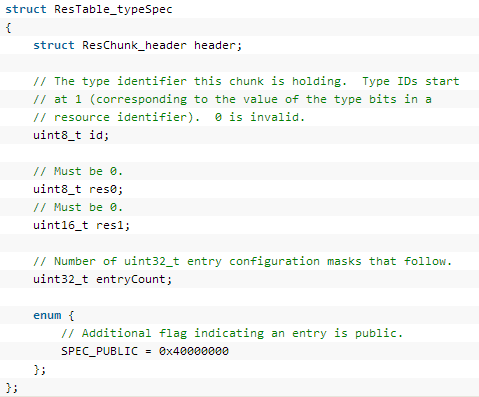 struct ResTable_typeSpec
{
    struct ResChunk_header header;
    // The type identifier this chunk is holding.  Type IDs start
    // at 1 (corresponding to the value of the type bits in a
    // resource identifier).  0 is invalid.
    uint8_t id;
    // Must be 0.
    uint8_t res0;
    // Must be 0.
    uint16_t res1;
    // Number of uint32_t entry configuration masks that follow.
    uint32_t entryCount;
    enum {
        // Additional flag indicating an entry is public.
        SPEC_PUBLIC = 0x40000000
    };
};